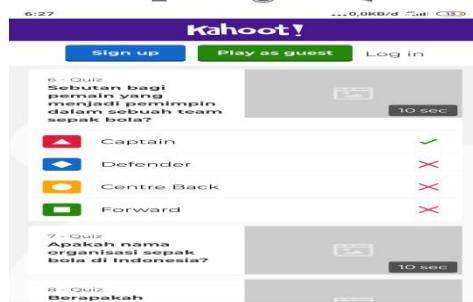 6:27
...0,0KB/d
Kahoot!
Sign up
Play as guest
Log in
6 - Quiz
Sebutan bagi
pemain yang
menjadi pemimpin
dalam sebuah team
sepak bola?
10 sec
Captain
Defender
Centre Back
Forward
7 - Quiz
Apakah nama
organisasi sepak
bola di Indonesia?
10 sec
8 - Quiz
Berapakah